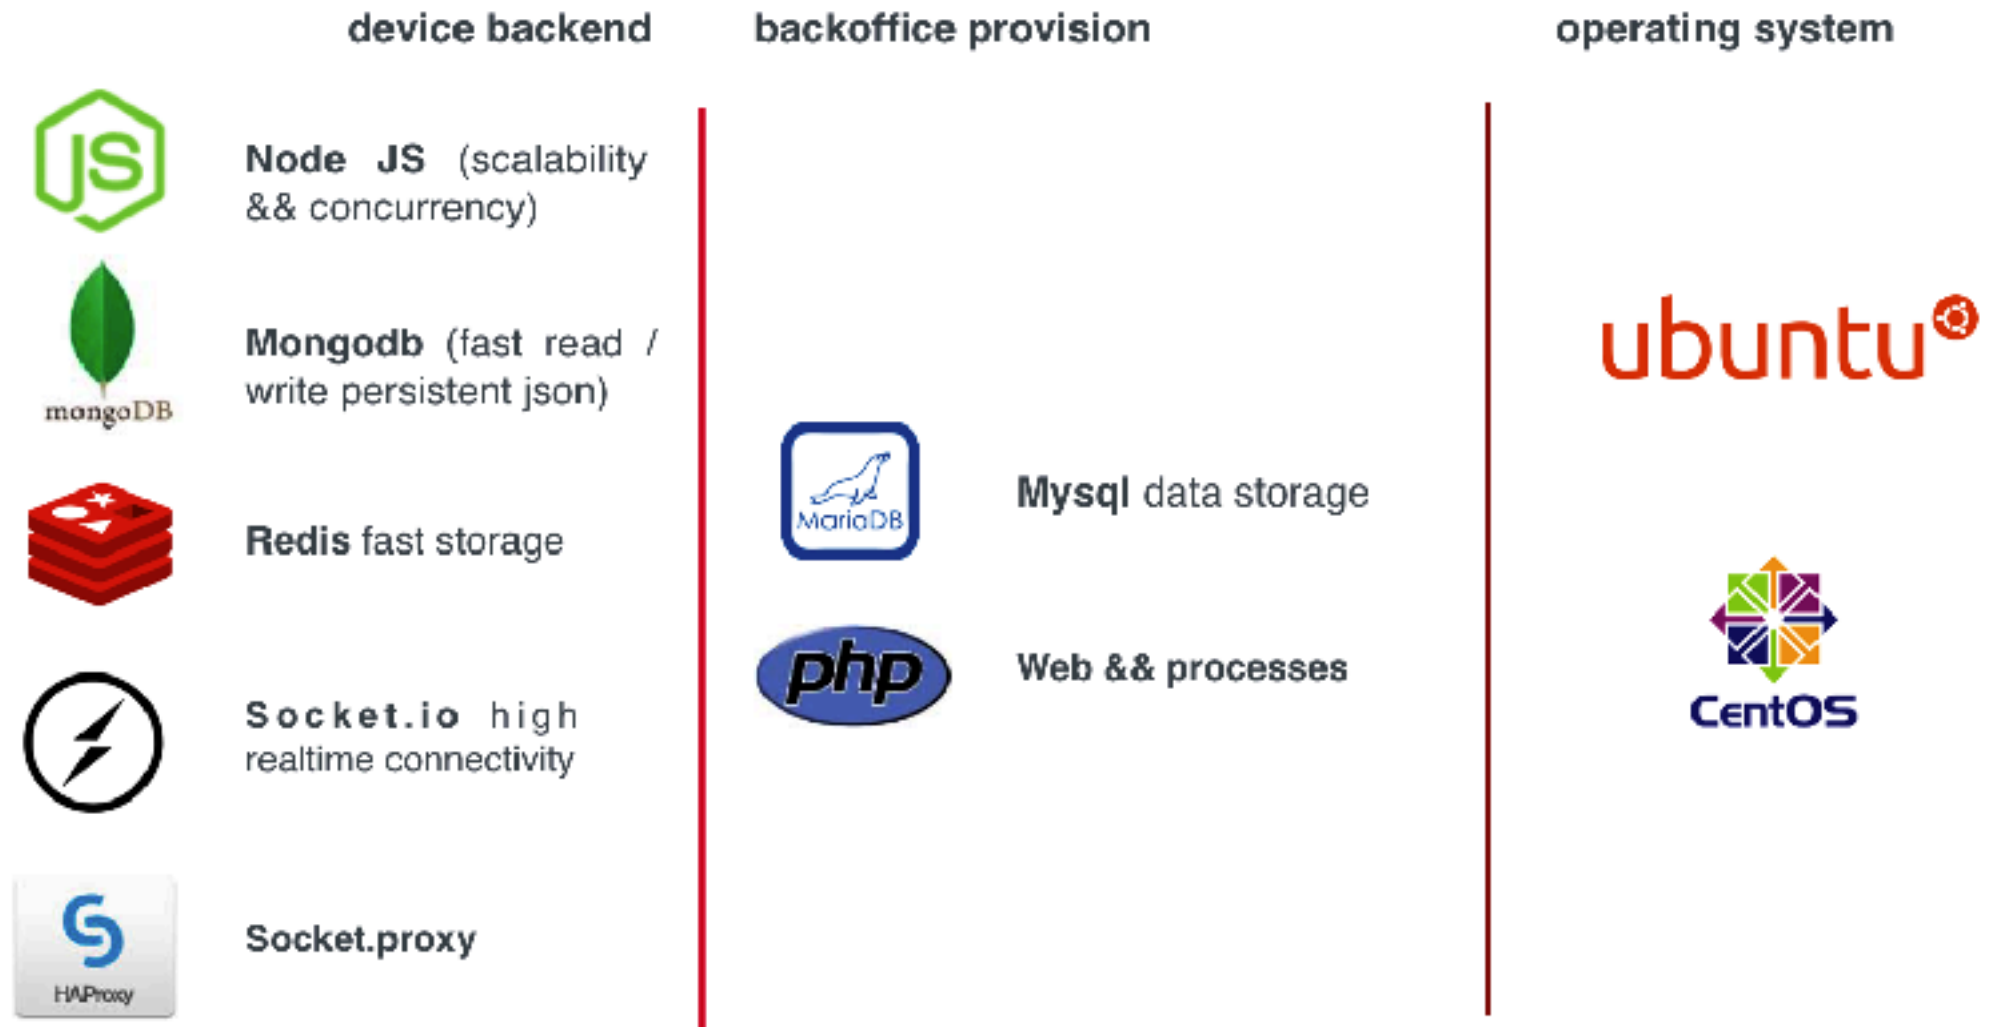 device backend
backoffice provision
operating system
JS
Node JS (scalability
&& concurrency)
mongoDB
Mongodb (fast read /
write persistent json)
Redis fast storage
Socket.io high
realtime connectivity
HAProxy
Socket.proxy
MariaDB
Mysql data storage
php
Web && processes
ubuntu
CentOS